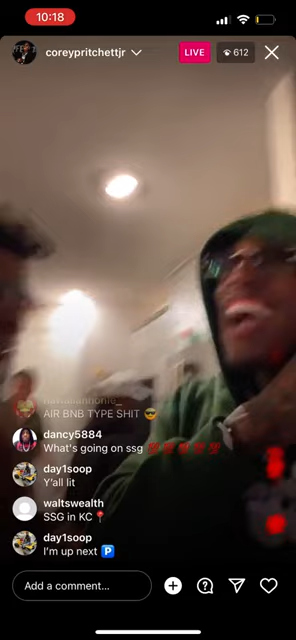 10:18
coreypritchettjr
LIVE
612
AIR BNB TYPE SHIT 😎
dancy5884
What's going on ssg 💯💯💯💯💯
day1soop
Y'all lit
waltswealth
SSG in KC📍
day1soop
I'm up next 🅿️
Add a comment...